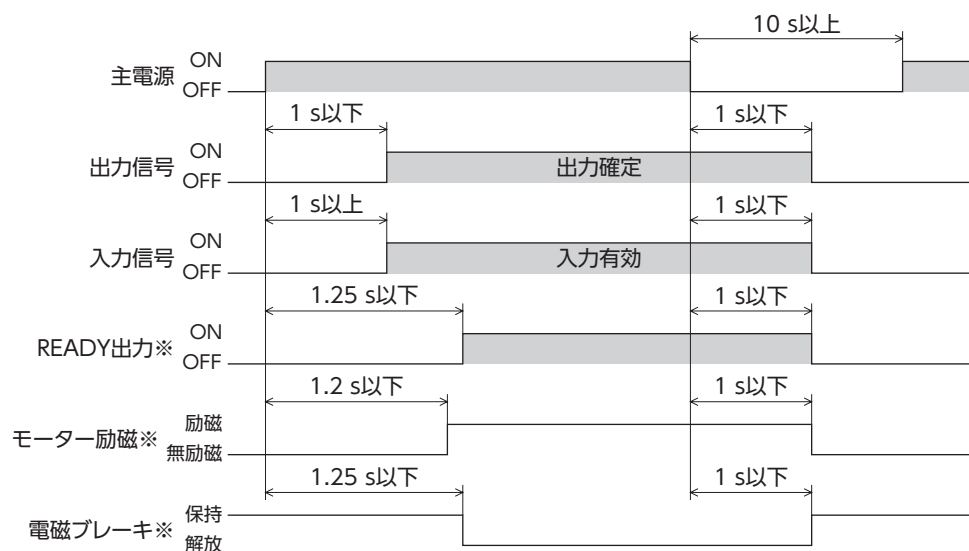 10 s以上
主電源 ON
OFF
1 s以下 1 s以下
出力信号 ON
OFF
出力確定
1 s以上 1 s以下
入力信号 ON
OFF
入力有効
1.25 s以下 1 s以下
READY出力※ ON
OFF
1.2 s以下 1 s以下
モーター励磁※ 励磁
無励磁
1.25 s以下 1 s以下
電磁ブレーキ※ 保持
解放